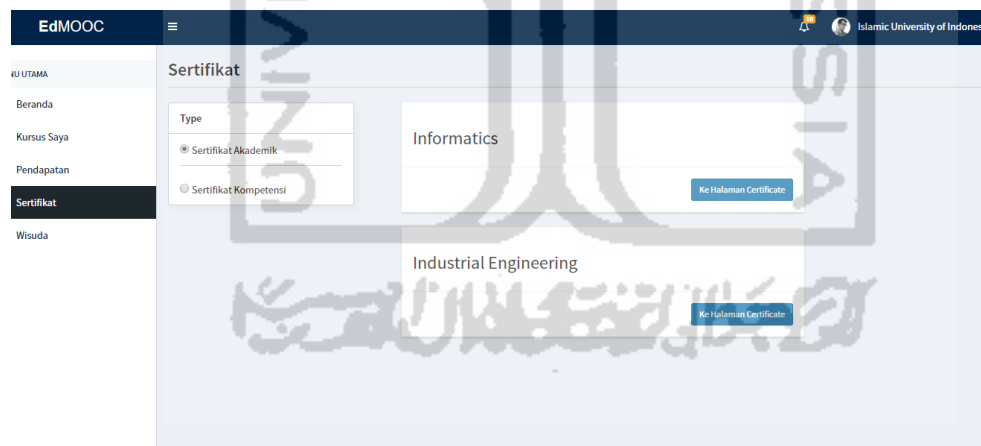 EdMOOC
Islamic University of Indones
NU UTAMA
Beranda
Kursus Saya
Pendapatan
Sertifikat
Wisuda
Sertifikat
Type
Sertifikat Akademik
Sertifikat Kompetensi
Informatics
Ke Halaman Certificate
Industrial Engineering
Ke Halaman Certificate